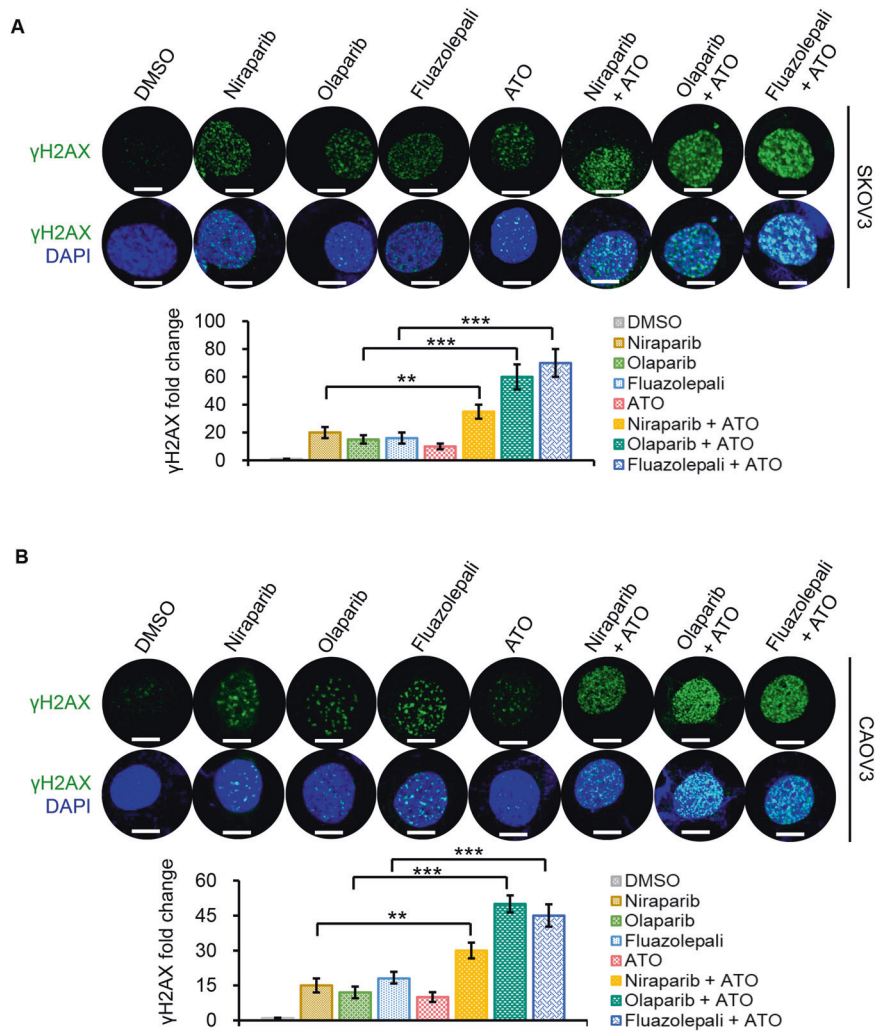 A
DMSO
Niraparib
Olaparib
Fluazolepali
ATO
Niraparib
+ ATO
Olaparib
+ ATO
Fluazolepali
+ ATO
γH2AX
γH2AX
DAPI
SKOV3
γH2AX fold change
100
80
60
40
20
0
***
***
**
DMSO
Niraparib
Olaparib
Fluazolepali
ATO
Niraparib + ATO
Olaparib + ATO
Fluazolepali + ATO
B
DMSO
Niraparib
Olaparib
Fluazolepali
ATO
Niraparib
+ ATO
Olaparib
+ ATO
Fluazolepali
+ ATO
γH2AX
γH2AX
DAPI
CAOV3
γH2AX fold change
60
45
30
15
0
***
***
**
DMSO
Niraparib
Olaparib
Fluazolepali
ATO
Niraparib + ATO
Olaparib + ATO
Fluazolepali + ATO